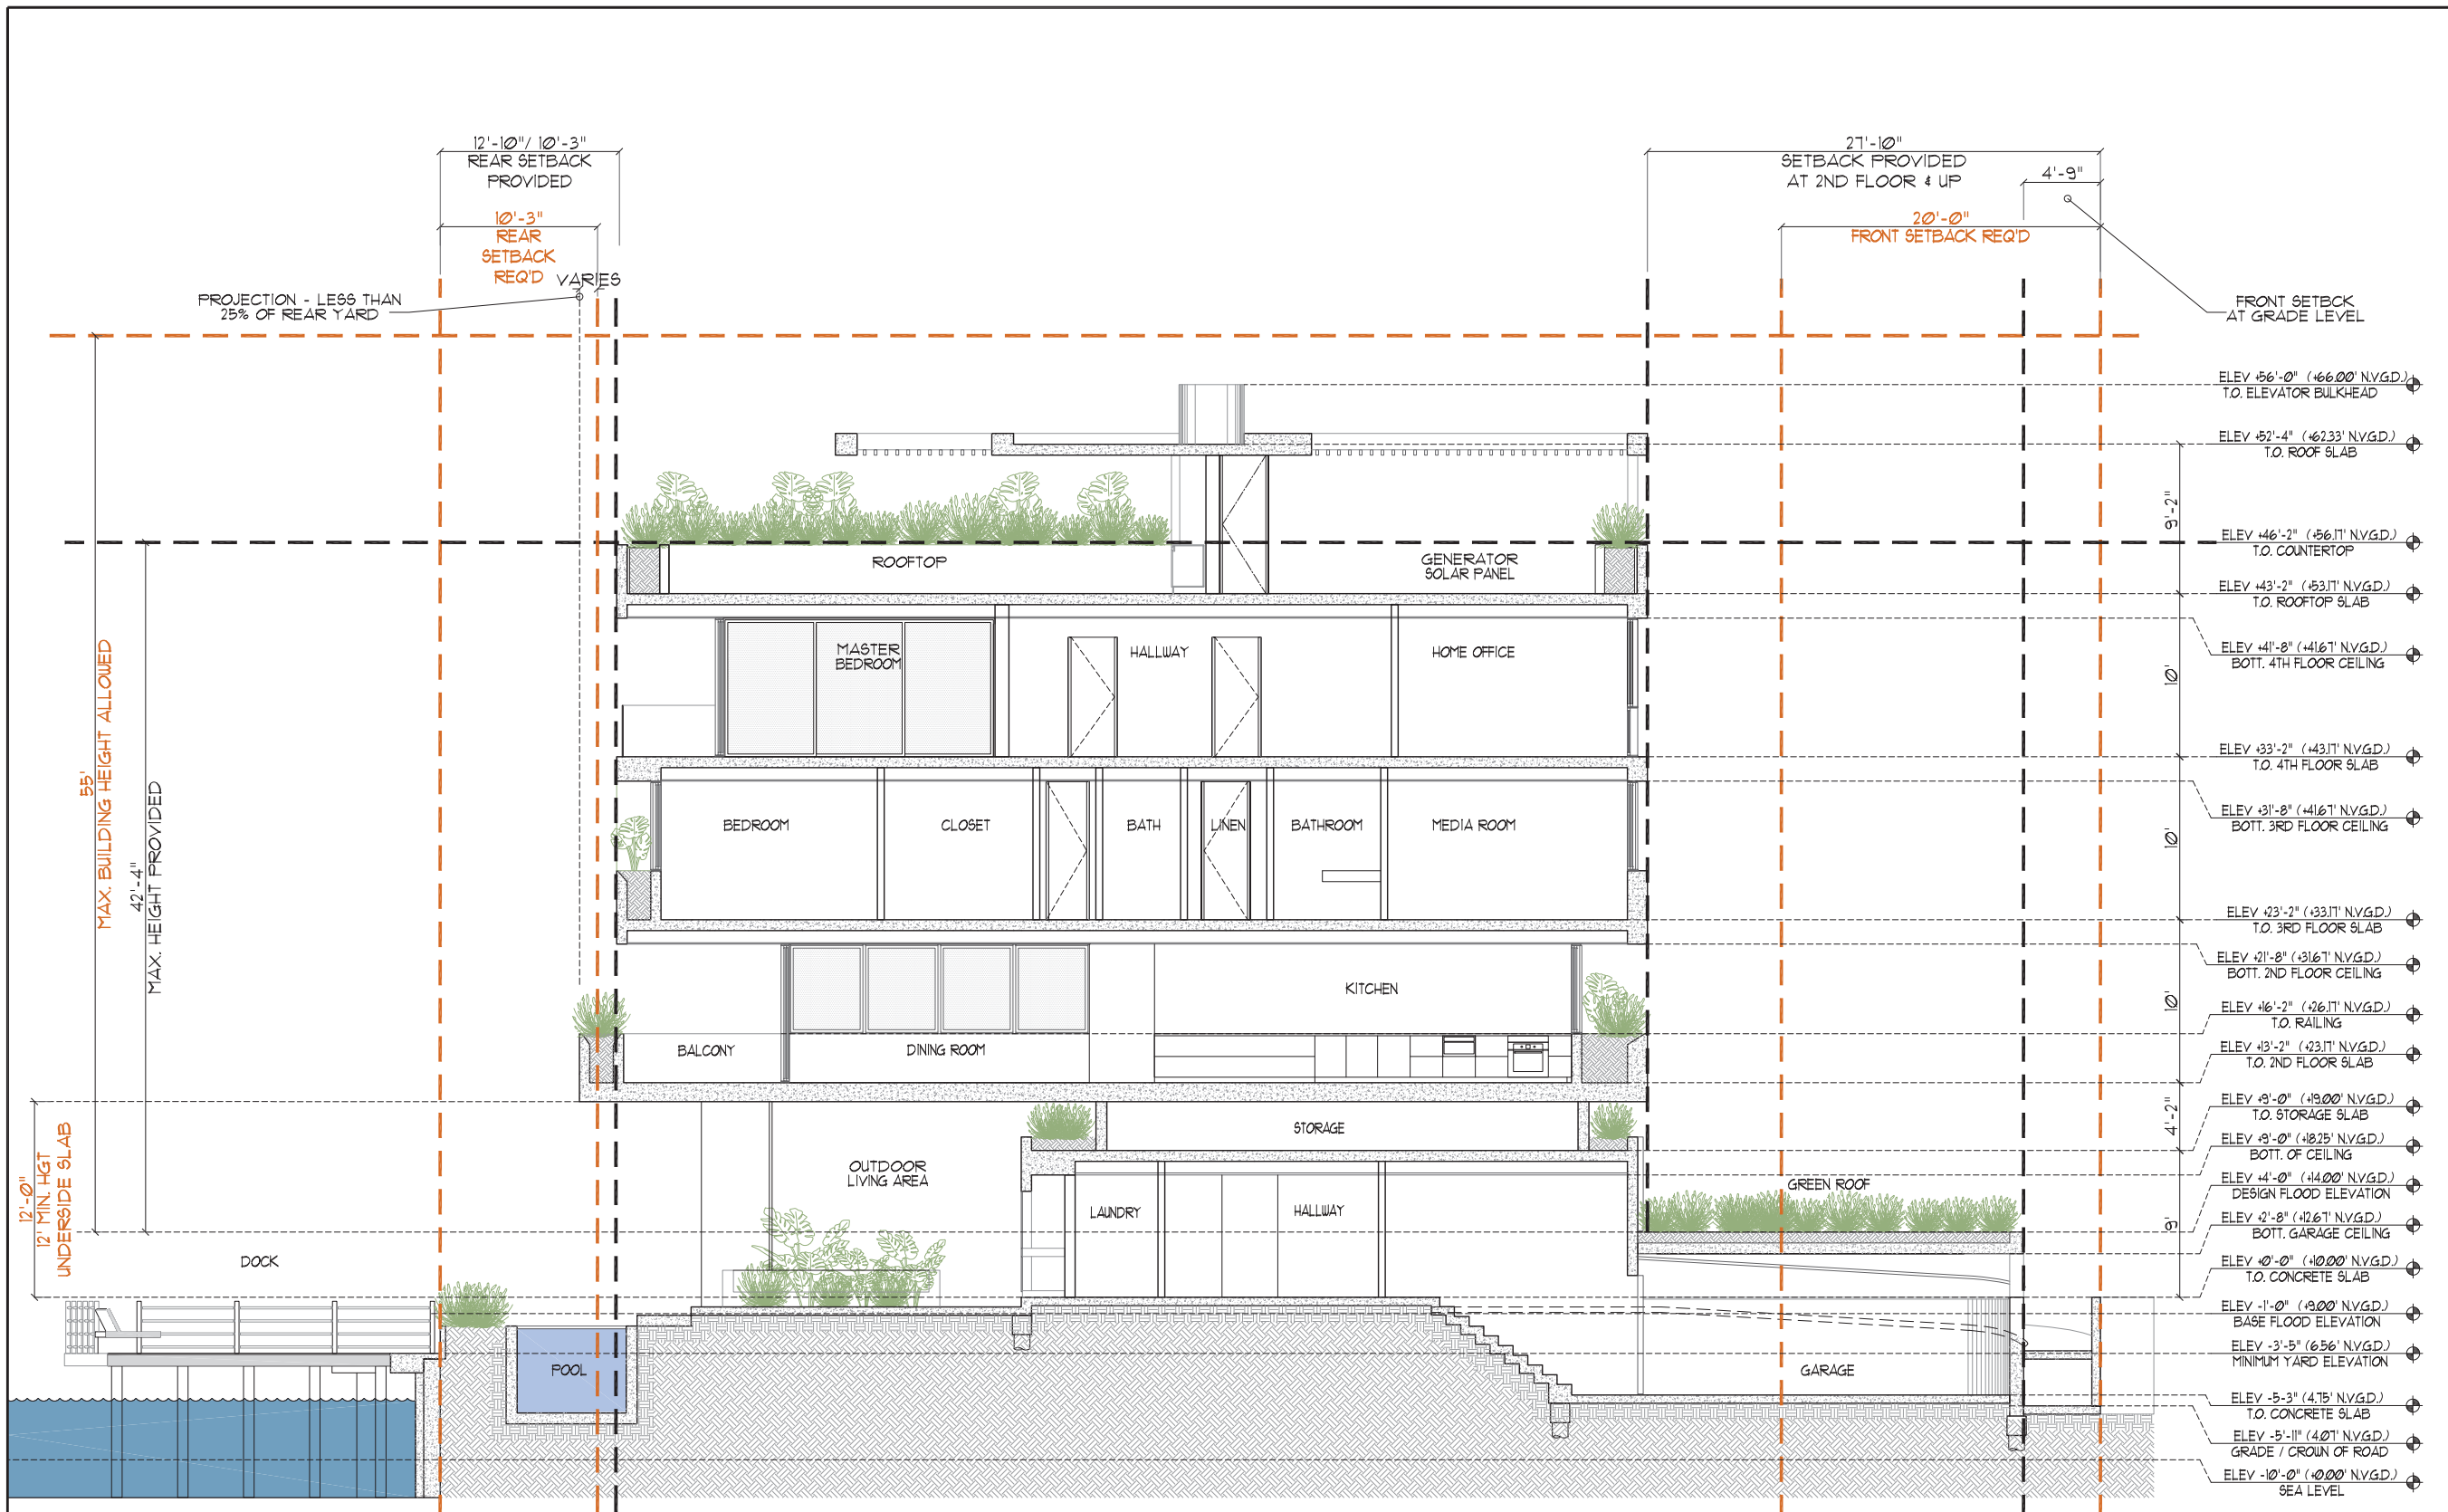 12'-10"/ 10'-3"
REAR SETBACK
PROVIDED
10'-3"
REAR
SETBACK
REQ'D
VARIES
PROJECTION - LESS THAN
25% OF REAR YARD
27'-10"
SETBACK PROVIDED
AT 2ND FLOOR & UP
4'-9"
20'-0"
FRONT SETBACK REQ'D
FRONT SETBCK
AT GRADE LEVEL
55'
MAX. BUILDING HEIGHT ALLOWED
42'-4"
MAX. HEIGHT PROVIDED
12'-0"
12' MIN. HGT
UNDERSIDE SLAB
ROOFTOP
GENERATOR
SOLAR PANEL
MASTER
BEDROOM
HALLWAY
HOME OFFICE
BEDROOM
CLOSET
BATH
LINEN
BATHROOM
MEDIA ROOM
KITCHEN
BALCONY
DINING ROOM
STORAGE
OUTDOOR
LIVING AREA
LAUNDRY
HALLWAY
GREEN ROOF
DOCK
POOL
GARAGE
9'-2"
10'
10'
10'
4'-2"
9'
ELEV +56'-0" (+66.00' N.V.G.D.)
T.O. ELEVATOR BULKHEAD
ELEV +52'-4" (+62.33' N.V.G.D.)
T.O. ROOF SLAB
ELEV +46'-2" (+56.17' N.V.G.D.)
T.O. COUNTERTOP
ELEV +43'-2" (+53.17' N.V.G.D.)
T.O. ROOFTOP SLAB
ELEV +41'-8" (+41.67' N.V.G.D.)
BOTT. 4TH FLOOR CEILING
ELEV +33'-2" (+43.17' N.V.G.D.)
T.O. 4TH FLOOR SLAB
ELEV +31'-8" (+41.67' N.V.G.D.)
BOTT. 3RD FLOOR CEILING
ELEV +23'-2" (+33.17' N.V.G.D.)
T.O. 3RD FLOOR SLAB
ELEV +21'-8" (+31.67' N.V.G.D.)
BOTT. 2ND FLOOR CEILING
ELEV +16'-2" (+26.17' N.V.G.D.)
T.O. RAILING
ELEV +13'-2" (+23.17' N.V.G.D.)
T.O. 2ND FLOOR SLAB
ELEV +9'-0" (+19.00' N.V.G.D.)
T.O. STORAGE SLAB
ELEV +9'-0" (+18.25' N.V.G.D.)
BOTT. OF CEILING
ELEV +4'-0" (+14.00' N.V.G.D.)
DESIGN FLOOD ELEVATION
ELEV +2'-8" (+12.67' N.V.G.D.)
BOTT. GARAGE CEILING
ELEV +0'-0" (+10.00' N.V.G.D.)
T.O. CONCRETE SLAB
ELEV -1'-0" (+9.00' N.V.G.D.)
BASE FLOOD ELEVATION
ELEV -3'-5" (6.56' N.V.G.D.)
MINIMUM YARD ELEVATION
ELEV -5-3" (4.75' N.V.G.D.)
T.O. CONCRETE SLAB
ELEV -5'-11" (4.07' N.V.G.D.)
GRADE / CROWN OF ROAD
ELEV -10'-0" (+0.00' N.V.G.D.)
SEA LEVEL